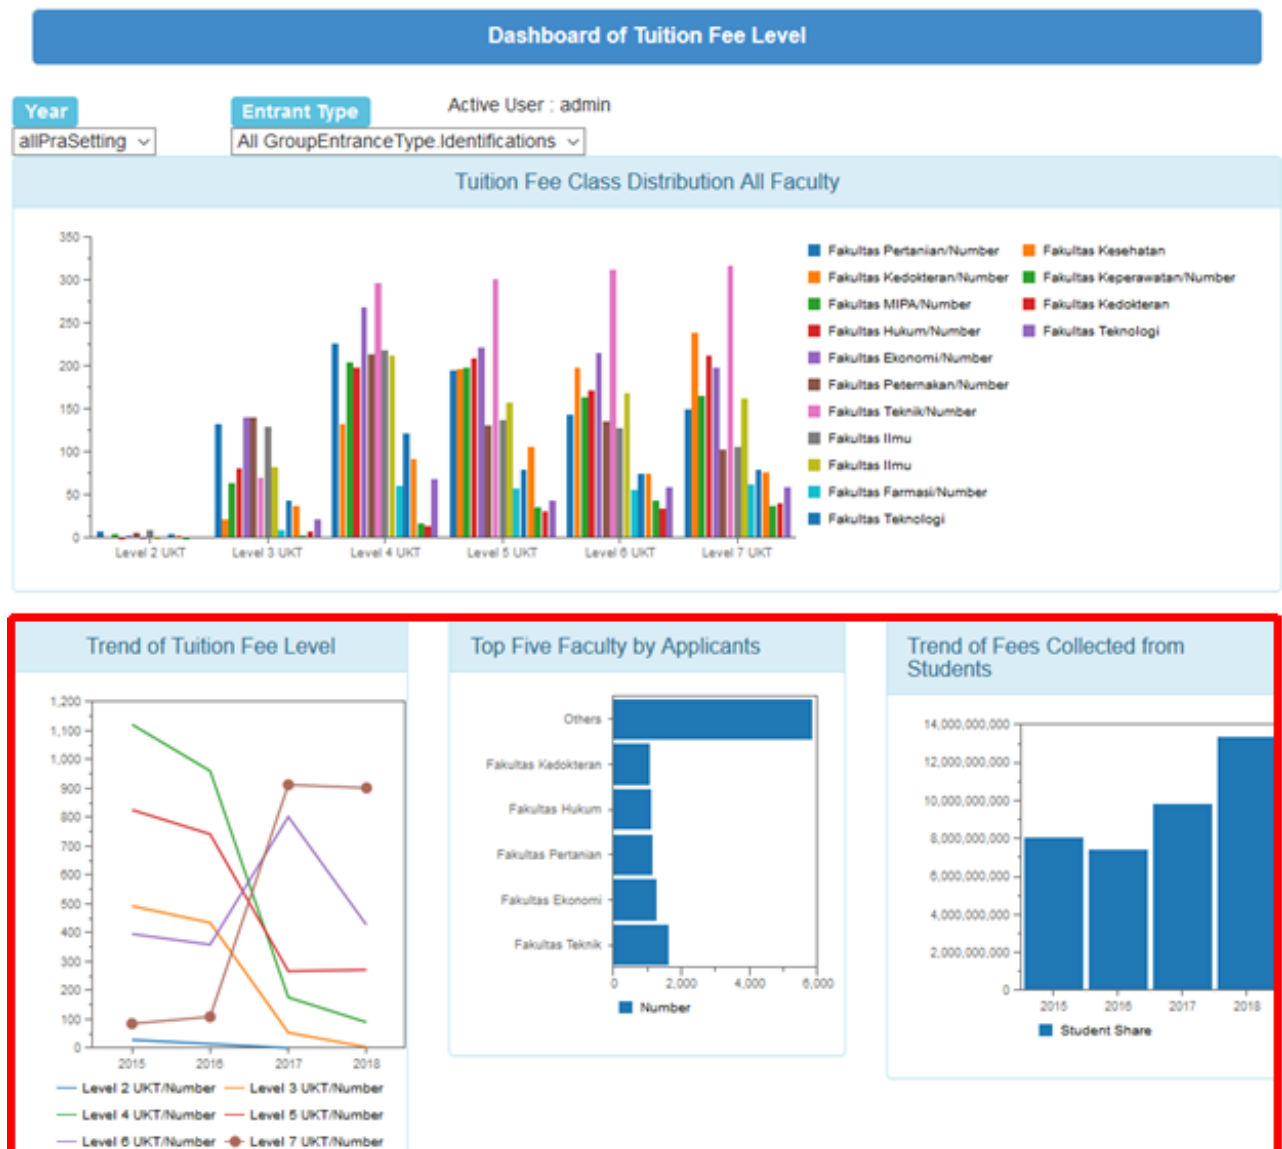 Dashboard of Tuition Fee Level
Year
Entrant Type
Active User : admin
allPraSetting
All GroupEntranceType.Identifications
Tuition Fee Class Distribution All Faculty
350
300
250
200
150
100
50
0
Level 2 UKT
Level 3 UKT
Level 4 UKT
Level 5 UKT
Level 6 UKT
Level 7 UKT
Fakultas Pertanian/Number
Fakultas Kedokteran/Number
Fakultas MIPA/Number
Fakultas Hukum/Number
Fakultas Ekonomi/Number
Fakultas Peternakan/Number
Fakultas Teknik/Number
Fakultas Ilmu
Fakultas Ilmu
Fakultas Farmasi/Number
Fakultas Teknologi
Fakultas Kesehatan
Fakultas Keperawatan/Number
Fakultas Kedokteran
Fakultas Teknologi
Trend of Tuition Fee Level
1,200
1,100
1,000
900
800
700
600
500
400
300
200
100
0
2015
2016
2017
2018
Level 2 UKT/Number
Level 3 UKT/Number
Level 4 UKT/Number
Level 5 UKT/Number
Level 6 UKT/Number
Level 7 UKT/Number
Top Five Faculty by Applicants
Others
Fakultas Kedokteran
Fakultas Hukum
Fakultas Pertanian
Fakultas Ekonomi
Fakultas Teknik
0
2,000
4,000
6,000
Number
Trend of Fees Collected from
Students
14,000,000,000
12,000,000,000
10,000,000,000
8,000,000,000
6,000,000,000
4,000,000,000
2,000,000,000
0
2015
2016
2017
2018
Student Share